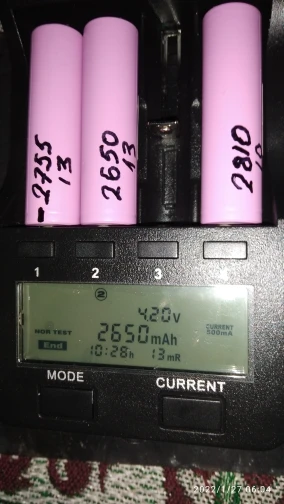 -2755
13
2650
13
2810
1 2 3
2
4.20v
NOR TEST
2650mAh
CURRENT
500mA
End
10:28h 13mR
MODE
CURRENT
2022/1/27 06:04